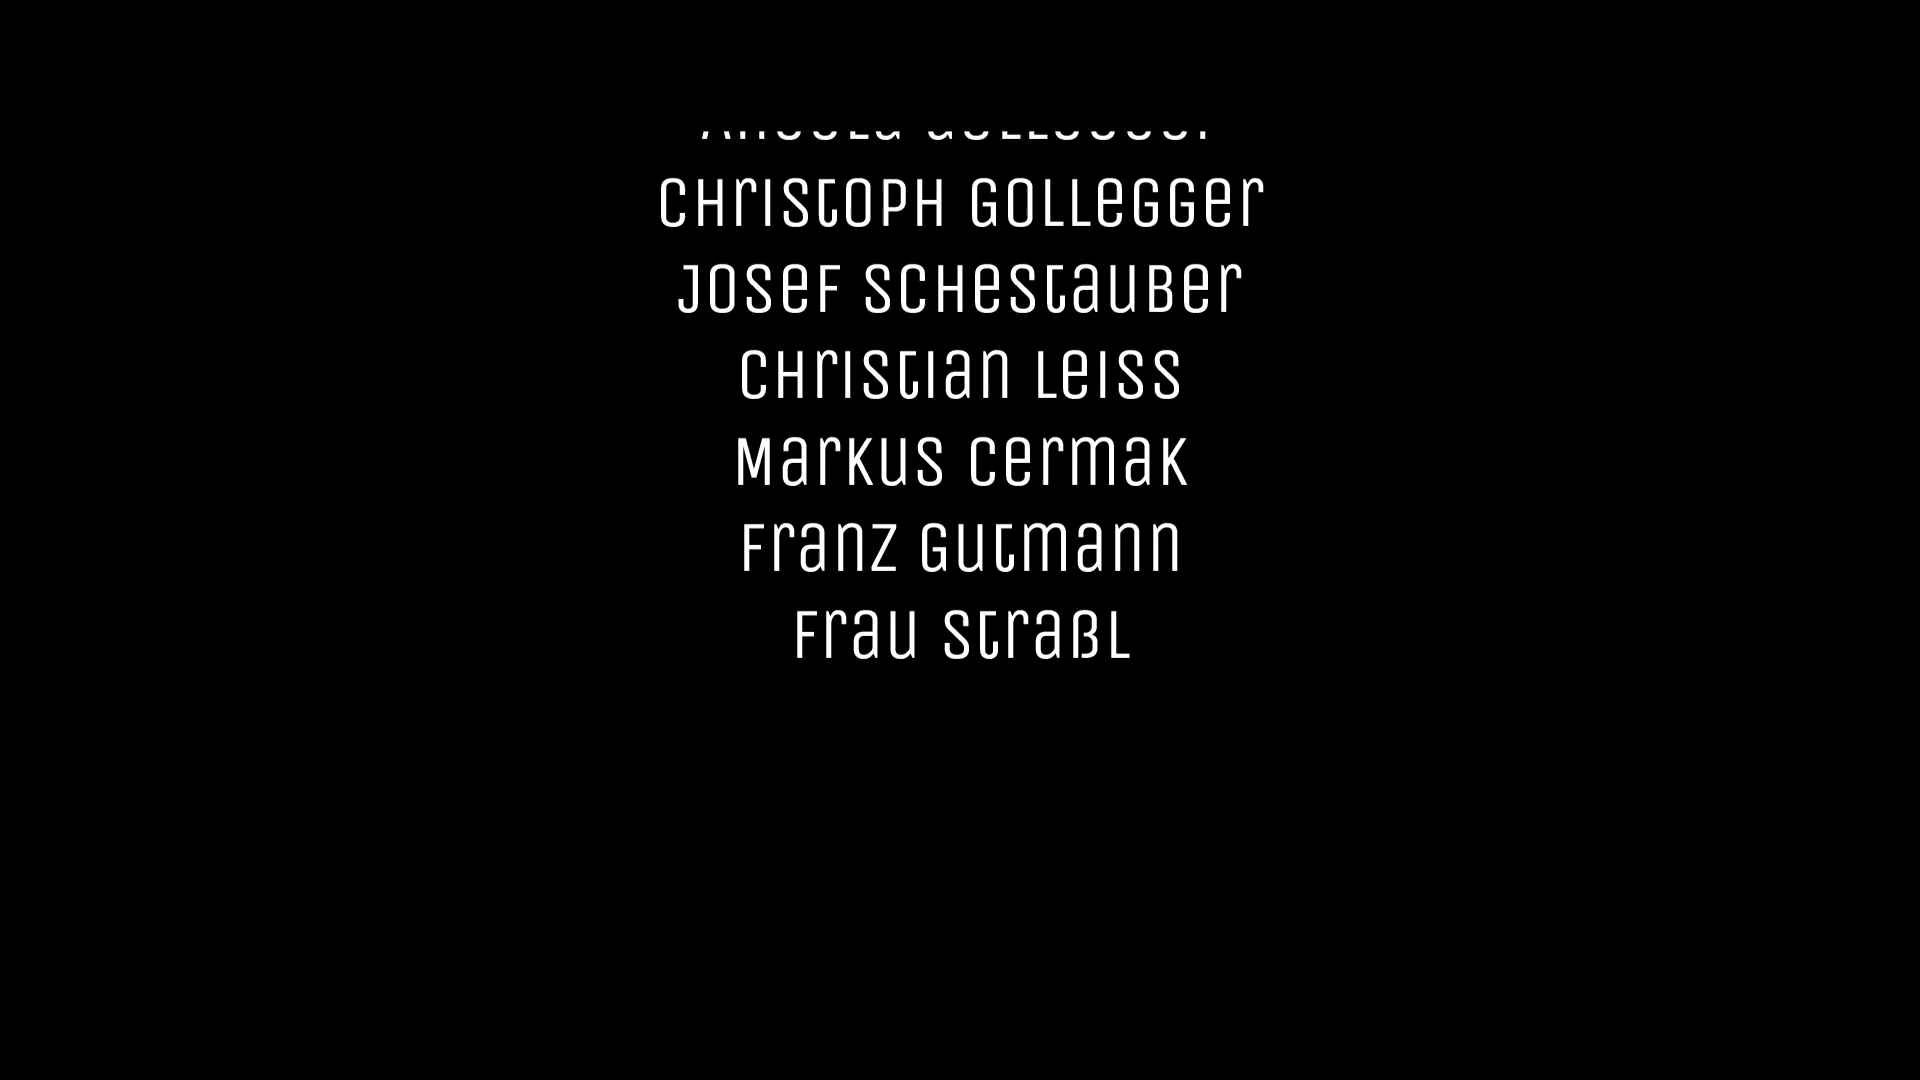 Christoph Gollegger
Josef Schestauber
Christian Leiss
Markus Cermak
Franz Gutmann
Frau Straßl